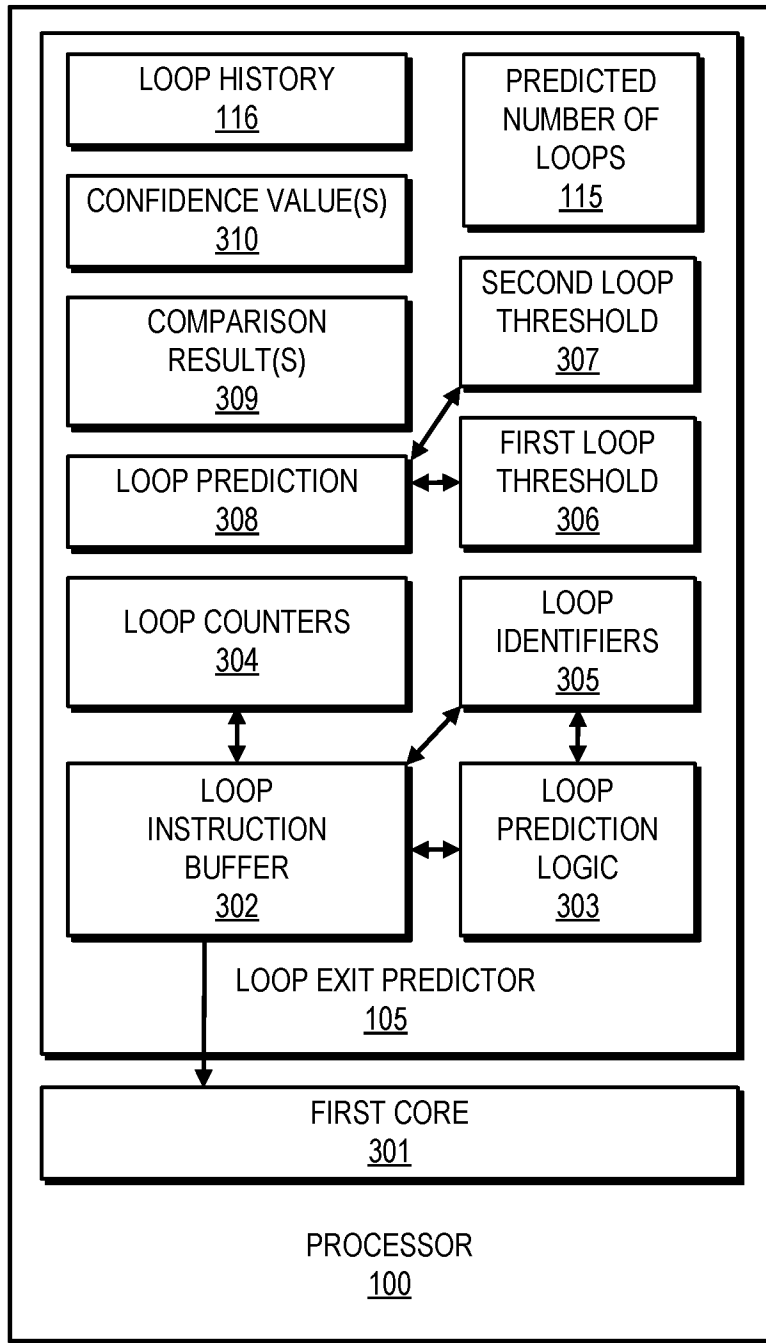 LOOP HISTORY
116
PREDICTED
NUMBER OF
LOOPS
115
CONFIDENCE VALUE(S)
310
COMPARISON
RESULT(S)
309
SECOND LOOP
THRESHOLD
307
LOOP PREDICTION
308
FIRST LOOP
THRESHOLD
306
LOOP COUNTERS
304
LOOP
IDENTIFIERS
305
LOOP
INSTRUCTION
BUFFER
302
LOOP
PREDICTION
LOGIC
303
LOOP EXIT PREDICTOR
105
FIRST CORE
301
PROCESSOR
100